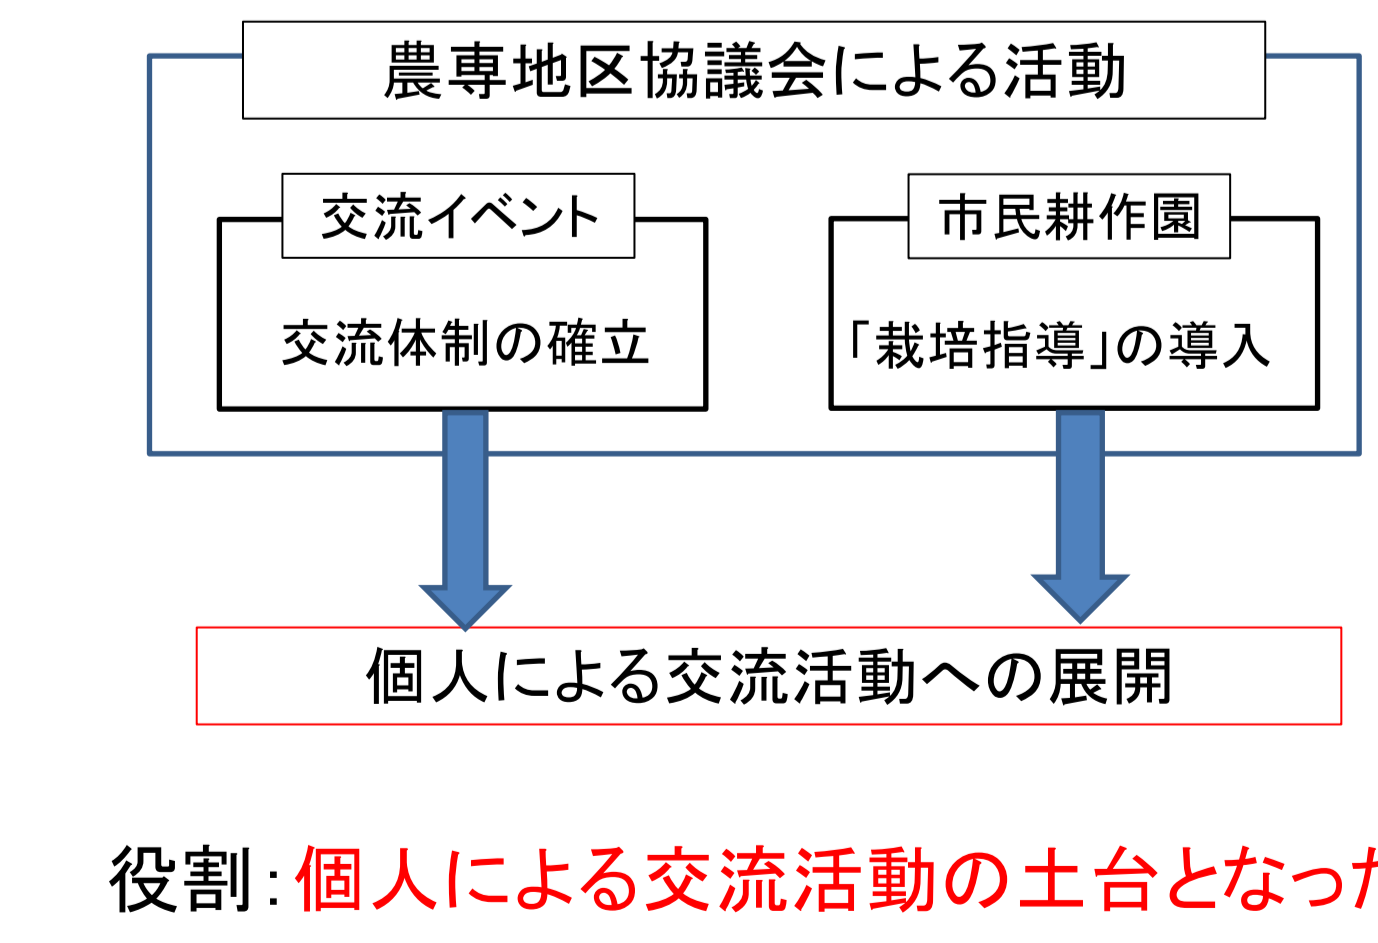 農専地区協議会による活動
交流イベント
交流体制の確立
市民耕作園
「栽培指導」の導入
個人による交流活動への展開
役割：個人による交流活動の土台となった